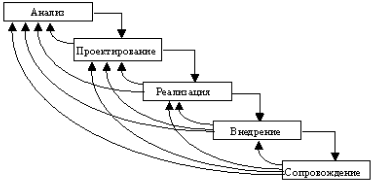 Анализ
Проектирование
Реализация
Внедрение
Сопровождение